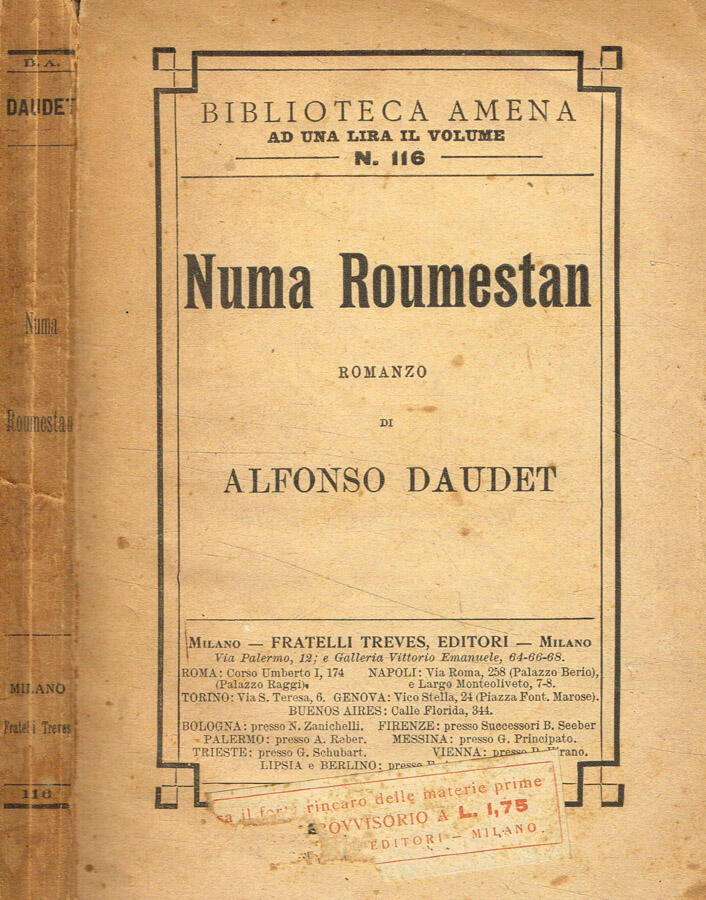 B. A.
DAUDET
Numa
Roumestan
MILANO
Fratelli Treves
116
BIBLIOTECA AMENA
AD UNA LIRA IL VOLUME
N. 116
Numa Roumestan
ROMANZO
DI
ALFONSO DAUDET
MILANO — FRATELLI TREVES, EDITORI — MILANO
Via Palermo, 12; e Galleria Vittorio Emanuele, 64-66-68.
ROMA: Corso Umberto I, 174 NAPOLI: Via Roma, 258 (Palazzo Berio),
(Palazzo Raggi). e Largo Monteoliveto, 7-8.
TORINO: Via S. Teresa, 6. GENOVA: Vico Stella, 24 (Piazza Font. Marose).
BUENOS AIRES: Calle Florida, 344.
BOLOGNA: presso N. Zanichelli. FIRENZE: presso Successori B. Seeber
PALERMO: presso A. Reber. MESSINA: presso G. Principato.
TRIESTE: presso G. Schubart. VIENNA: presso
LIPSIA e BERLINO: presso
il rincaro delle materie prime
A L. 1,75
EDITORI — MILANO.